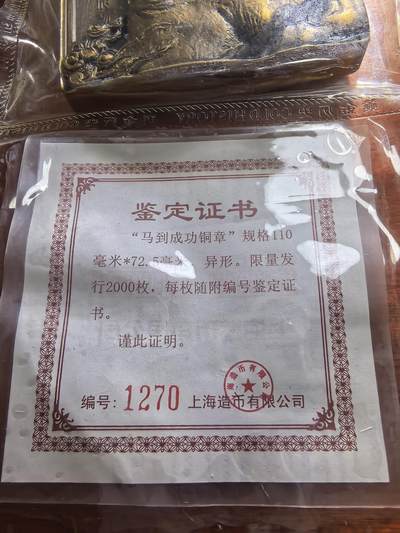 鉴定证书
“马到成功铜章”规格110
毫米*72.5毫米，异形。限量发
行2000枚，每枚随附编号鉴定证
书。
谨此证明。
编号：1270 上海造币有限公司